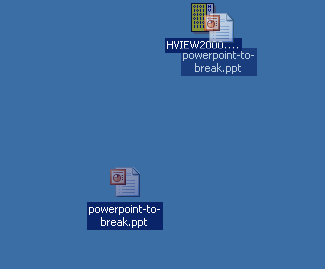 HVIEW2000....
powerpoint-to-
break.ppt
powerpoint-to-
break.ppt